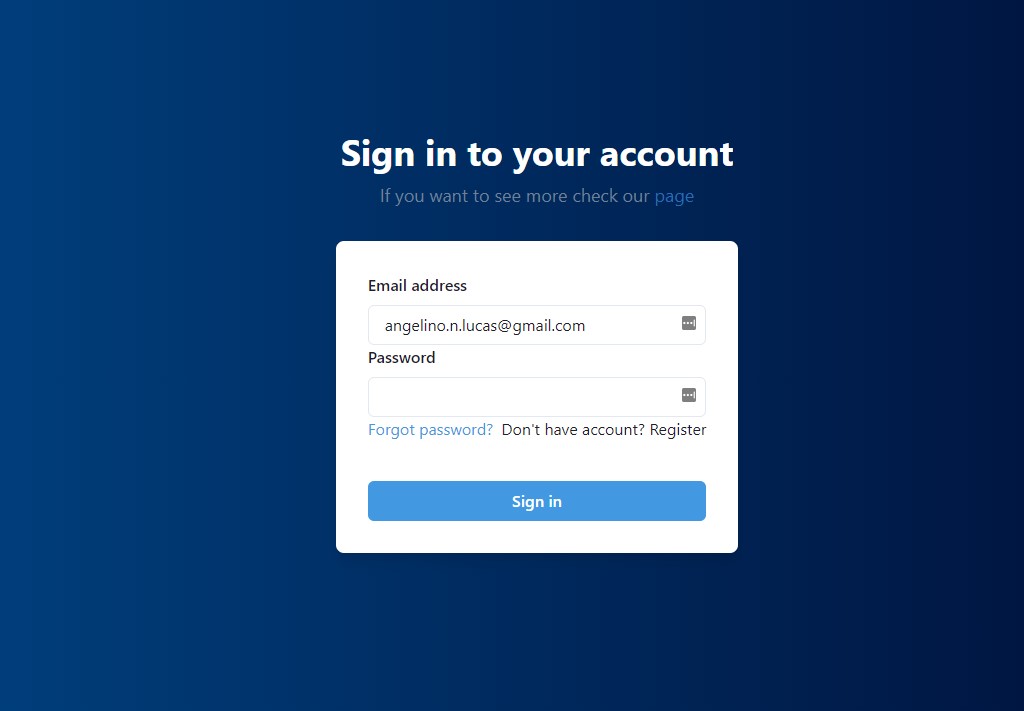 Sign in to your account
If you want to see more check our page
Email address
angelino.n.lucas@gmail.com
Password
Forgot password? Don't have account? Register
Sign in